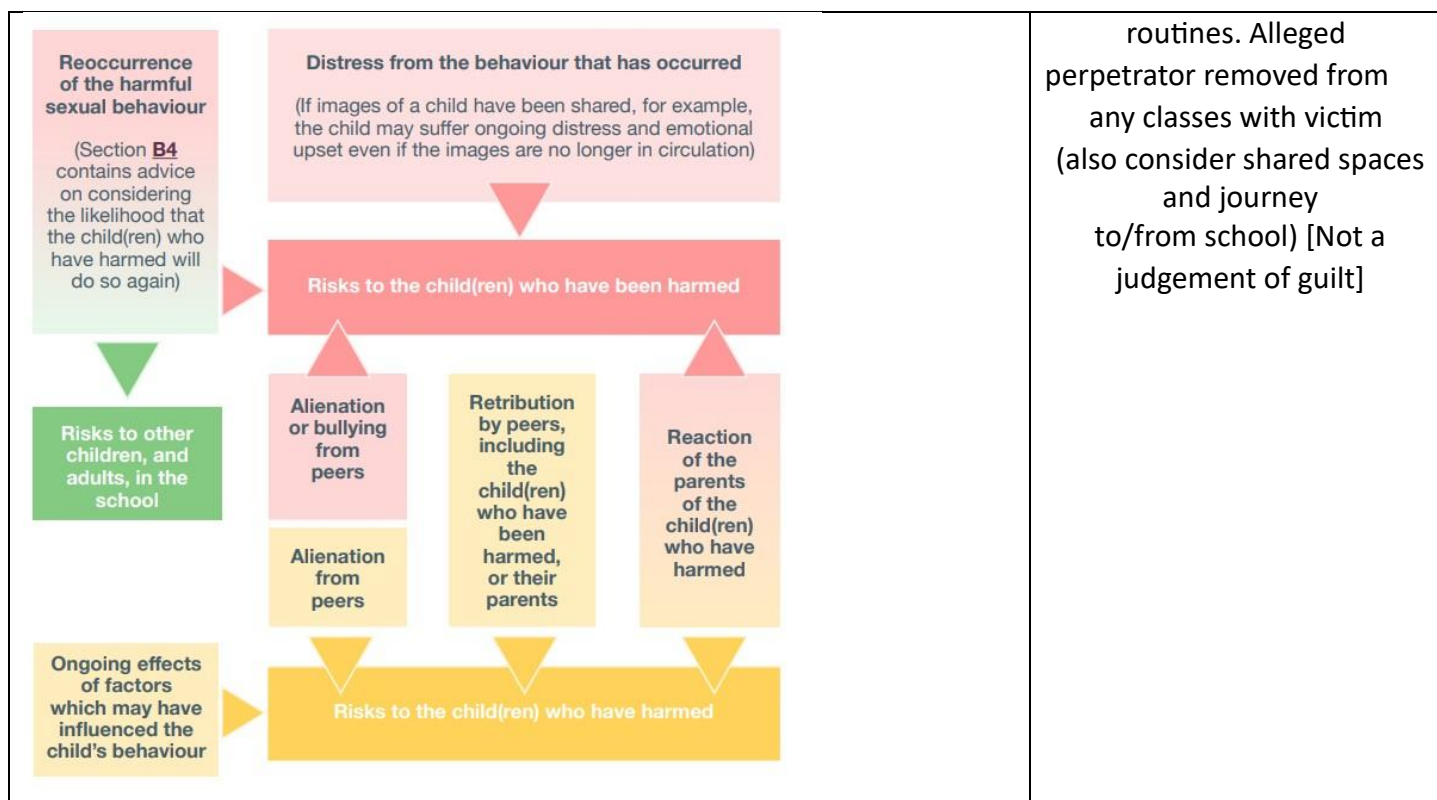 Reoccurrence
of the harmful
sexual behaviour
(Section B4
contains advice
on considering
the likelihood that
the child(ren) who
have harmed will
do so again)
Distress from the behaviour that has occurred
(If images of a child have been shared, for example,
the child may suffer ongoing distress and emotional
upset even if the images are no longer in circulation)
Risks to the child(ren) who have been harmed
Risks to other
children, and
adults, in the
school
Alienation
or bullying
from
peers
Alienation
from
peers
Retribution
by peers,
including
the
child(ren)
who have
been
harmed,
or their
parents
Reaction
of the
parents
of the
child(ren)
who have
harmed
Ongoing effects
of factors
which may have
influenced the
child's behaviour
Risks to the child(ren) who have harmed
routines. Alleged
perpetrator removed from
any classes with victim
(also consider shared spaces
and journey
to/from school) [Not a
judgement of guilt]